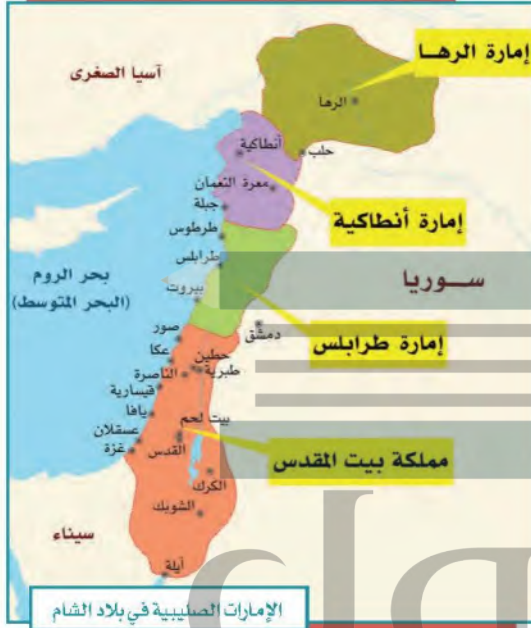 إمارة الرهـا
آسيا الصغرى
الرها
أنطاكية
حلب
معرة النعمان
جبلة
إمارة أنطاكية
طرطوس
طرابلس
بحر الروم
(البحر المتوسط)
سـوريا
بيروت
إمارة طرابلس
دمشق
صور
عكا
حطين
طبرية
الناصرة
قيسارية
يافا
بيت لحم
عسقلان
القدس
غزة
مملكة بيت المقدس
الكرك
الشوبك
سيناء
أيلة
الإمارات الصليبية في بلاد الشام